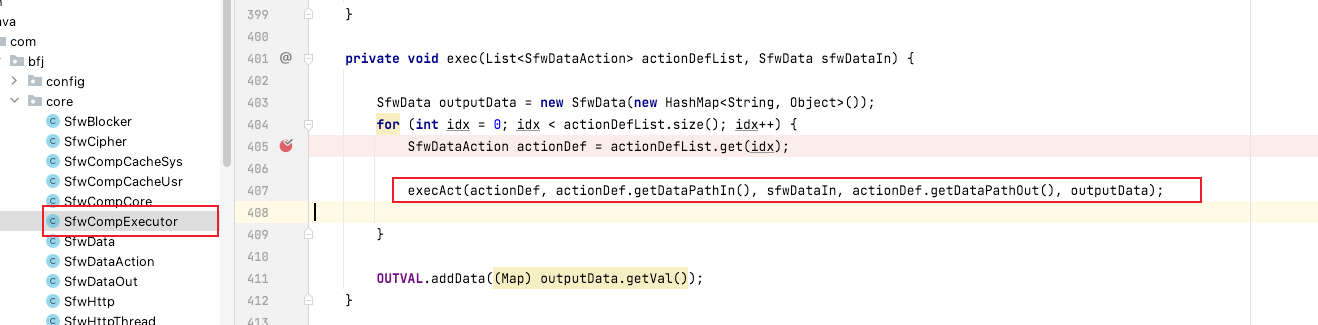 ava
com
bfj
config
core
SfwBlocker
SfwCipher
SfwCompCacheSys
SfwCompCacheUsr
SfwCompCore
SfwCompExecutor
SfwData
SfwDataAction
SfwDataOut
SfwHttp
SfwHttpThread
399 }
400
401 @ private void exec(List<SfwDataAction> actionDefList, SfwData sfwDataIn) {
402
403 SfwData outputData = new SfwData(new HashMap<String, Object>());
404 for (int idx = 0; idx < actionDefList.size(); idx++) {
405 SfwDataAction actionDef = actionDefList.get(idx);
406
407 execAct(actionDef, actionDef.getDataPathIn(), sfwDataIn, actionDef.getDataPathOut(), outputData);
408
409 }
410
411 OUTVAL.addData((Map) outputData.getVal());
412 }
413